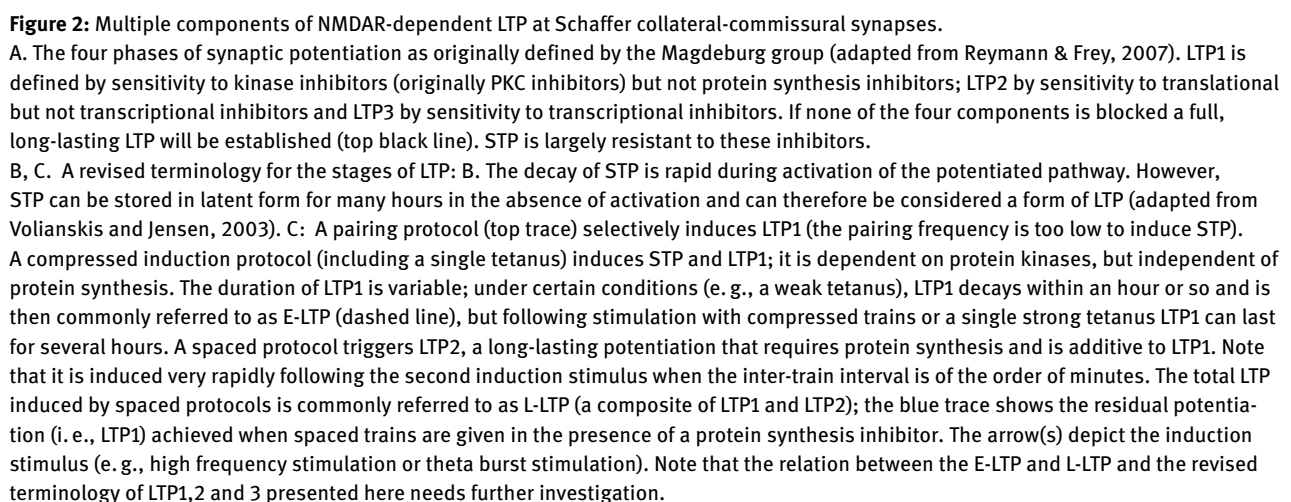 Figure 2: Multiple components of NMDAR-dependent LTP at Schaffer collateral-commissural synapses.
A. The four phases of synaptic potentiation as originally defined by the Magdeburg group (adapted from Reymann & Frey, 2007). LTP1 is
defined by sensitivity to kinase inhibitors (originally PKC inhibitors) but not protein synthesis inhibitors; LTP2 by sensitivity to translational
but not transcriptional inhibitors and LTP3 by sensitivity to transcriptional inhibitors. If none of the four components is blocked a full,
long-lasting LTP will be established (top black line). STP is largely resistant to these inhibitors.
B, C. A revised terminology for the stages of LTP: B. The decay of STP is rapid during activation of the potentiated pathway. However,
STP can be stored in latent form for many hours in the absence of activation and can therefore be considered a form of LTP (adapted from
Volianskis and Jensen, 2003). C: A pairing protocol (top trace) selectively induces LTP1 (the pairing frequency is too low to induce STP).
A compressed induction protocol (including a single tetanus) induces STP and LTP1; it is dependent on protein kinases, but independent of
protein synthesis. The duration of LTP1 is variable; under certain conditions (e. g., a weak tetanus), LTP1 decays within an hour or so and is
then commonly referred to as E-LTP (dashed line), but following stimulation with compressed trains or a single strong tetanus LTP1 can last
for several hours. A spaced protocol triggers LTP2, a long-lasting potentiation that requires protein synthesis and is additive to LTP1. Note
that it is induced very rapidly following the second induction stimulus when the inter-train interval is of the order of minutes. The total LTP
induced by spaced protocols is commonly referred to as L-LTP (a composite of LTP1 and LTP2); the blue trace shows the residual potentia-
tion (i. e., LTP1) achieved when spaced trains are given in the presence of a protein synthesis inhibitor. The arrow(s) depict the induction
stimulus (e. g., high frequency stimulation or theta burst stimulation). Note that the relation between the E-LTP and L-LTP and the revised
terminology of LTP1,2 and 3 presented here needs further investigation.